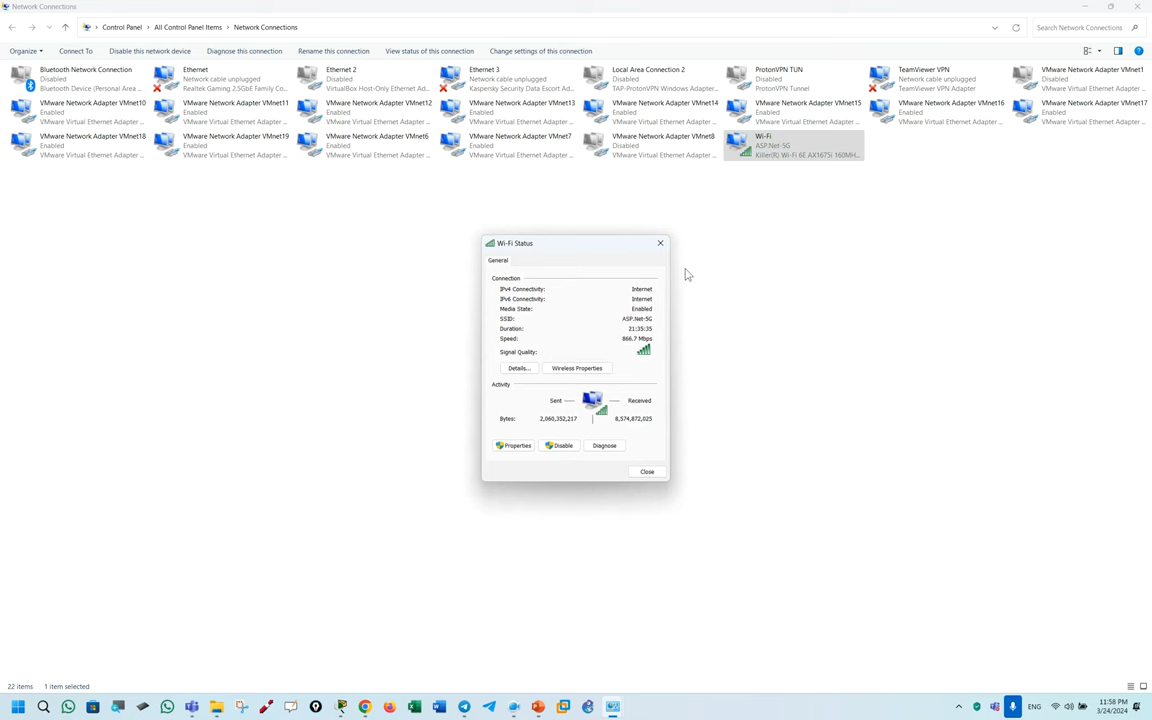 Network Connections
Control Panel > All Control Panel Items > Network Connections
Search Network Connections
Organize Connect To Disable this network device Diagnose this connection Rename this connection View status of this connection Change settings of this connection
Bluetooth Network Connection
Disabled
Bluetooth Device (Personal Area ...
Ethernet
Network cable unplugged
Realtek Gaming 2.5GbE Family Co...
Ethernet 2
Disabled
VirtualBox Host-Only Ethernet Ad...
Ethernet 3
Network cable unplugged
Kaspersky Security Data Escort Ad...
Local Area Connection 2
Disabled
TAP-ProtonVPN Windows Adapter...
ProtonVPN TUN
Disabled
ProtonVPN Tunnel
TeamViewer VPN
Network cable unplugged
TeamViewer VPN Adapter
VMware Network Adapter VMnet1
Disabled
VMware Virtual Ethernet Adapter ...
VMware Network Adapter VMnet10
Enabled
VMware Virtual Ethernet Adapter ...
VMware Network Adapter VMnet11
Enabled
VMware Virtual Ethernet Adapter ...
VMware Network Adapter VMnet12
Enabled
VMware Virtual Ethernet Adapter ...
VMware Network Adapter VMnet13
Enabled
VMware Virtual Ethernet Adapter ...
VMware Network Adapter VMnet14
Enabled
VMware Virtual Ethernet Adapter ...
VMware Network Adapter VMnet15
Enabled
VMware Virtual Ethernet Adapter ...
VMware Network Adapter VMnet16
Enabled
VMware Virtual Ethernet Adapter ...
VMware Network Adapter VMnet17
Enabled
VMware Virtual Ethernet Adapter ...
VMware Network Adapter VMnet18
Enabled
VMware Virtual Ethernet Adapter ...
VMware Network Adapter VMnet19
Enabled
VMware Virtual Ethernet Adapter ...
VMware Network Adapter VMnet6
Enabled
VMware Virtual Ethernet Adapter ...
VMware Network Adapter VMnet7
Enabled
VMware Virtual Ethernet Adapter ...
VMware Network Adapter VMnet8
Disabled
VMware Virtual Ethernet Adapter ...
Wi-Fi
ASP.Net-5G
Killer(R) Wi-Fi 6E AX1675i 160MH...
Wi-Fi Status
General
Connection
IPv4 Connectivity: Internet
IPv6 Connectivity: Internet
Media State: Enabled
SSID: ASP.Net-5G
Duration: 21:35:35
Speed: 866.7 Mbps
Signal Quality:
Details... Wireless Properties
Activity
Sent Received
Bytes: 2,060,352,217 8,574,872,025
Properties Disable Diagnose
Close
22 items 1 item selected
ENG
11:58 PM
3/24/2024